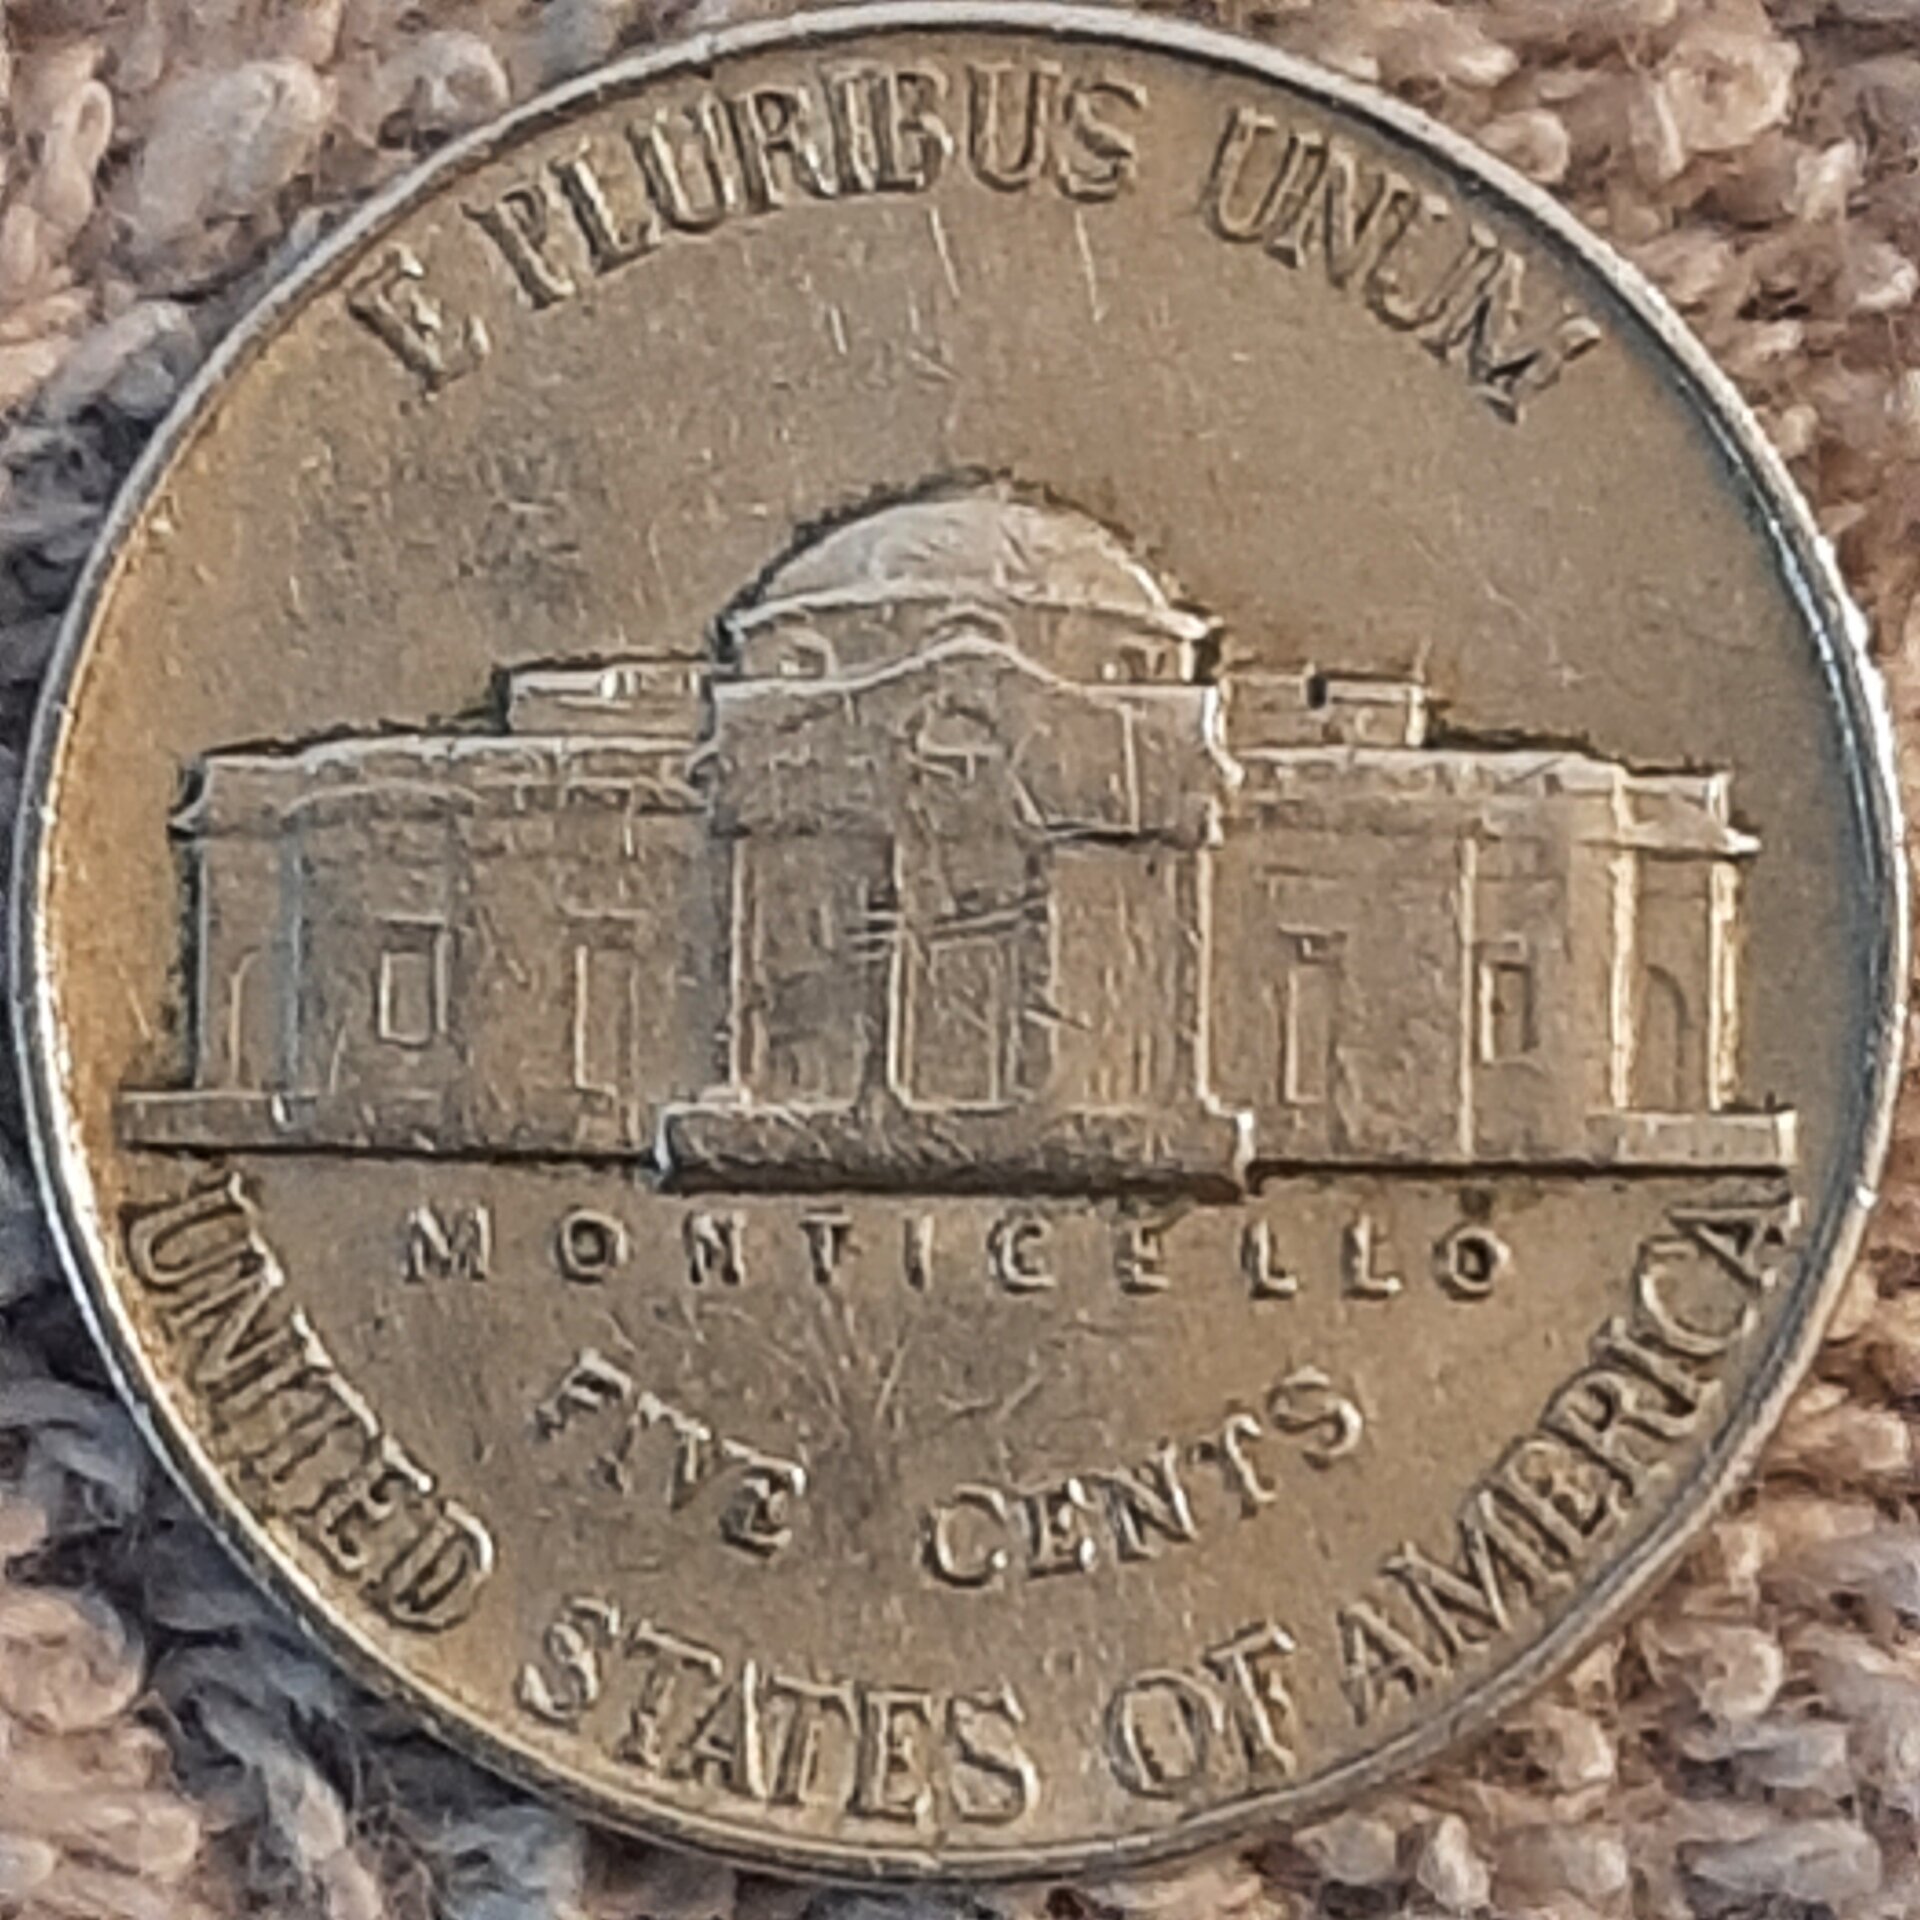 E PLURIBUS UNUM
MONTICELLO
FIVE CENTS
UNITED STATES OF AMERICA